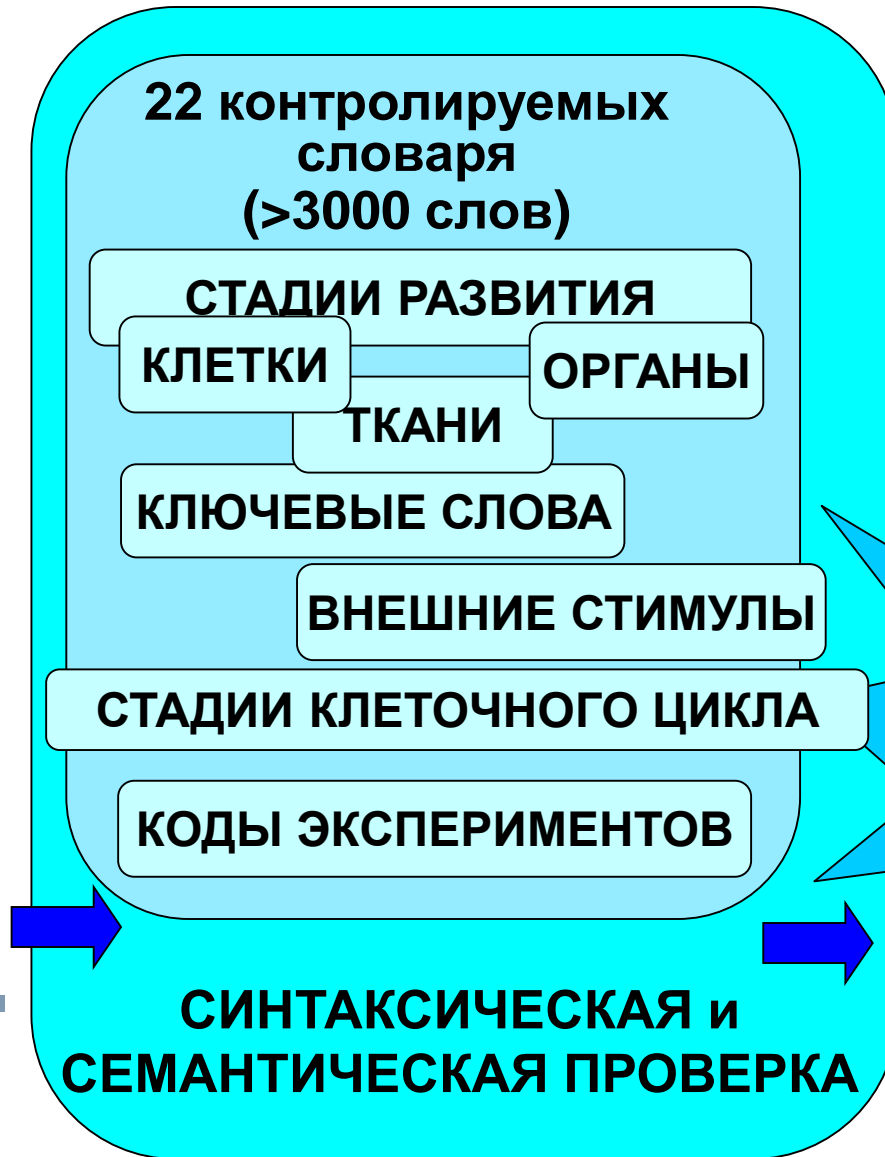 22 контролируемых
словаря
(>3000 слов)
СТАДИИ РАЗВИТИЯ
КЛЕТКИ
ОРГАНЫ
ТКАНИ
КЛЮЧЕВЫЕ СЛОВА
ВНЕШНИЕ СТИМУЛЫ
СТАДИИ КЛЕТОЧНОГО ЦИКЛА
КОДЫ ЭКСПЕРИМЕНТОВ
СИНТАКСИЧЕСКАЯ и
СЕМАНТИЧЕСКАЯ ПРОВЕРКА